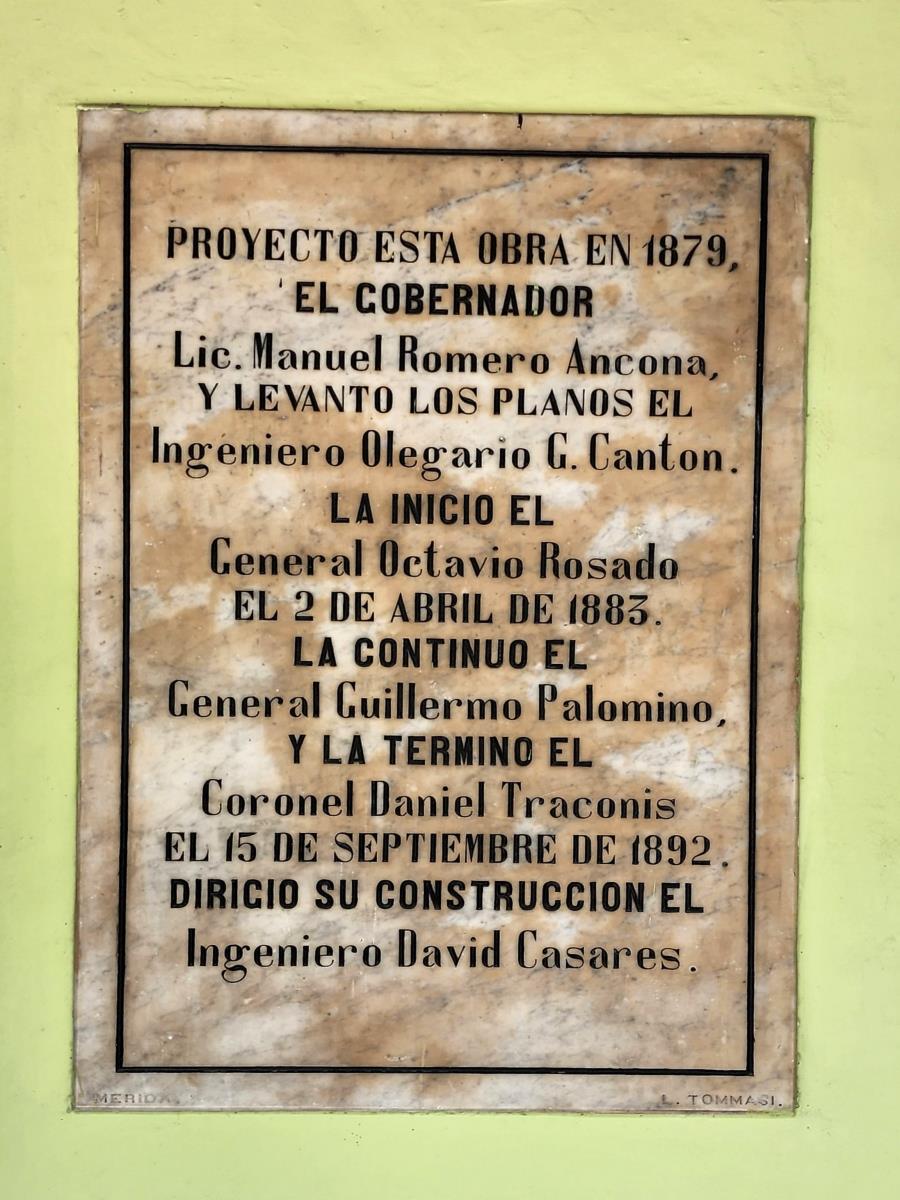 PROYECTO ESTA OBRA EN 1879,
EL GOBERNADOR
Lic. Manuel Romero Ancona,
Y LEVANTO LOS PLANOS EL
Ingeniero Olegario G. Canton.
LA INICIO EL
General Octavio Rosado
EL 2 DE ABRIL DE 1883.
LA CONTINUO EL
General Guillermo Palomino,
Y LA TERMINO EL
Coronel Daniel Traconis
EL 15 DE SEPTIEMBRE DE 1892.
DIRIGIO SU CONSTRUCCION EL
Ingeniero David Casares.
MERIDA. L. TOMMASI.